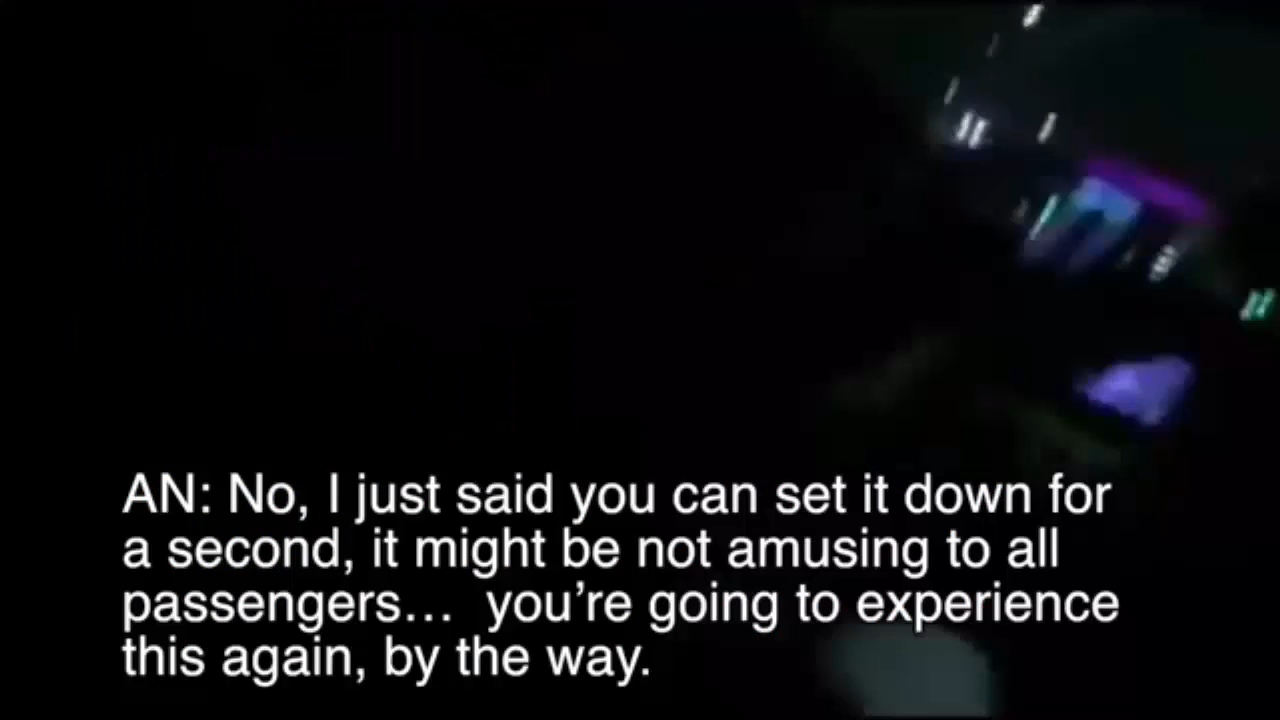 AN: No, I just said you can set it down for
a second, it might be not amusing to all
passengers…  you’re going to experience
this again, by the way.